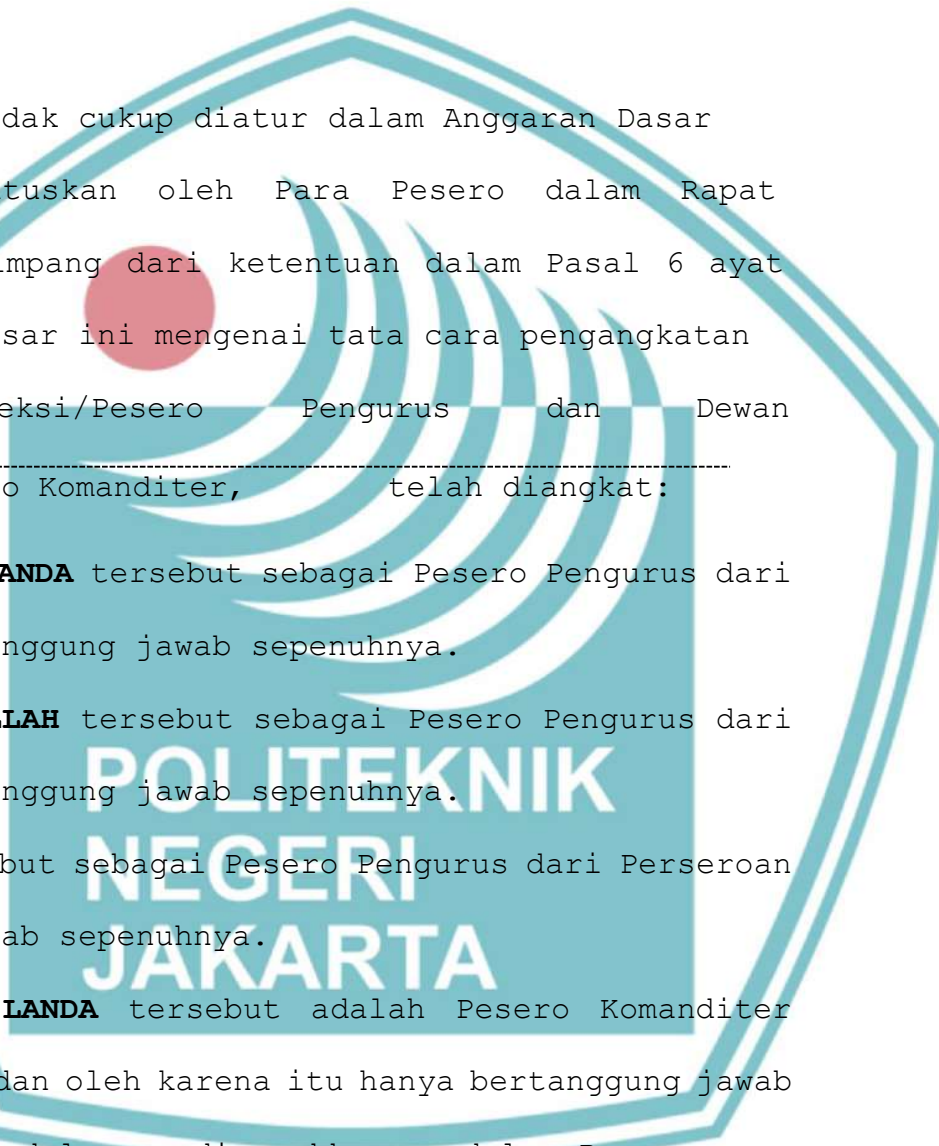 dak cukup diatur dalam Anggaran Dasar
tuskan oleh Para Pesero dalam Rapat
mpang dari ketentuan dalam Pasal 6 ayat
sar ini mengenai tata cara pengangkatan
eksi/Pesero Pengurus dan Dewan
o Komanditer, telah diangkat:
ANDA tersebut sebagai Pesero Pengurus dari
nggung jawab sepenuhnya.
LLAH tersebut sebagai Pesero Pengurus dari
POLITEKNIK
nggung jawab sepenuhnya.
but sebagai Pesero Pengurus dari Perseroan
NEGERI
ab sepenuhnya.
JAKARTA
LANDA tersebut adalah Pesero Komanditer
dan oleh karena itu hanya bertanggung jawab